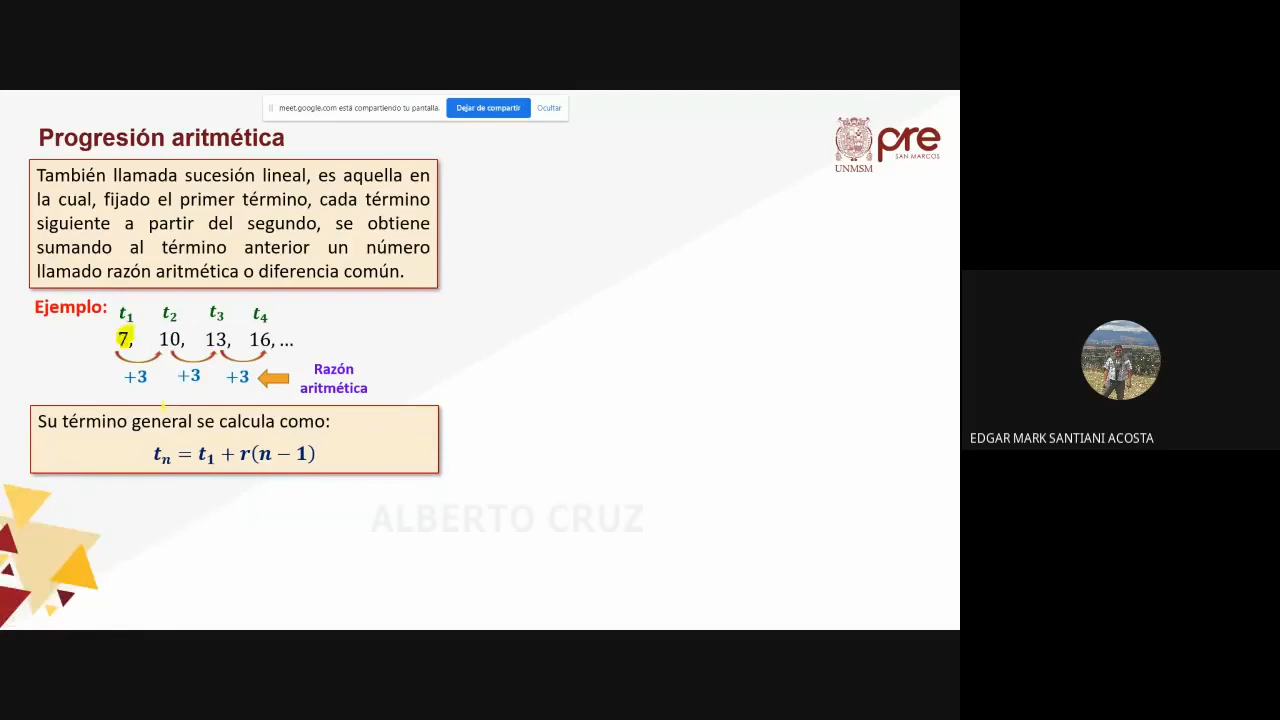 meet.google.com está compartiendo tu pantalla.
Dejar de compartir
Ocultar
Progresión aritmética
pre
SAN MARCOS
UNMSM
También llamada sucesión lineal, es aquella en
la cual, fijado el primer término, cada término
siguiente a partir del segundo, se obtiene
sumando al término anterior un número
llamado razón aritmética o diferencia común.
Ejemplo:
t₁ t₂ t₃ t₄
7, 10, 13, 16, ...
+3 +3 +3
Razón
aritmética
Su término general se calcula como:
tₙ = t₁ + r(n − 1)
ALBERTO CRUZ
EDGAR MARK SANTIANI ACOSTA